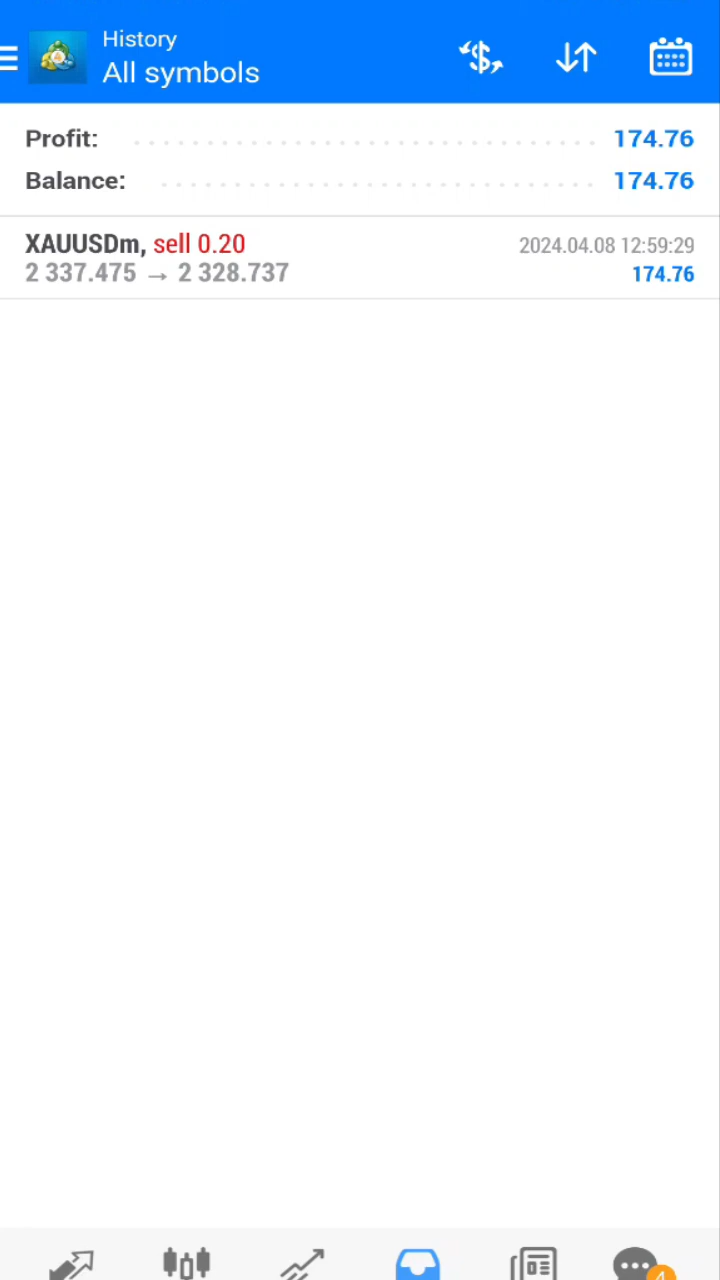 History
All symbols
Profit: 174.76
Balance: 174.76
XAUUSDm, sell 0.20 2024.04.08 12:59:29
2 337.475 → 2 328.737 174.76